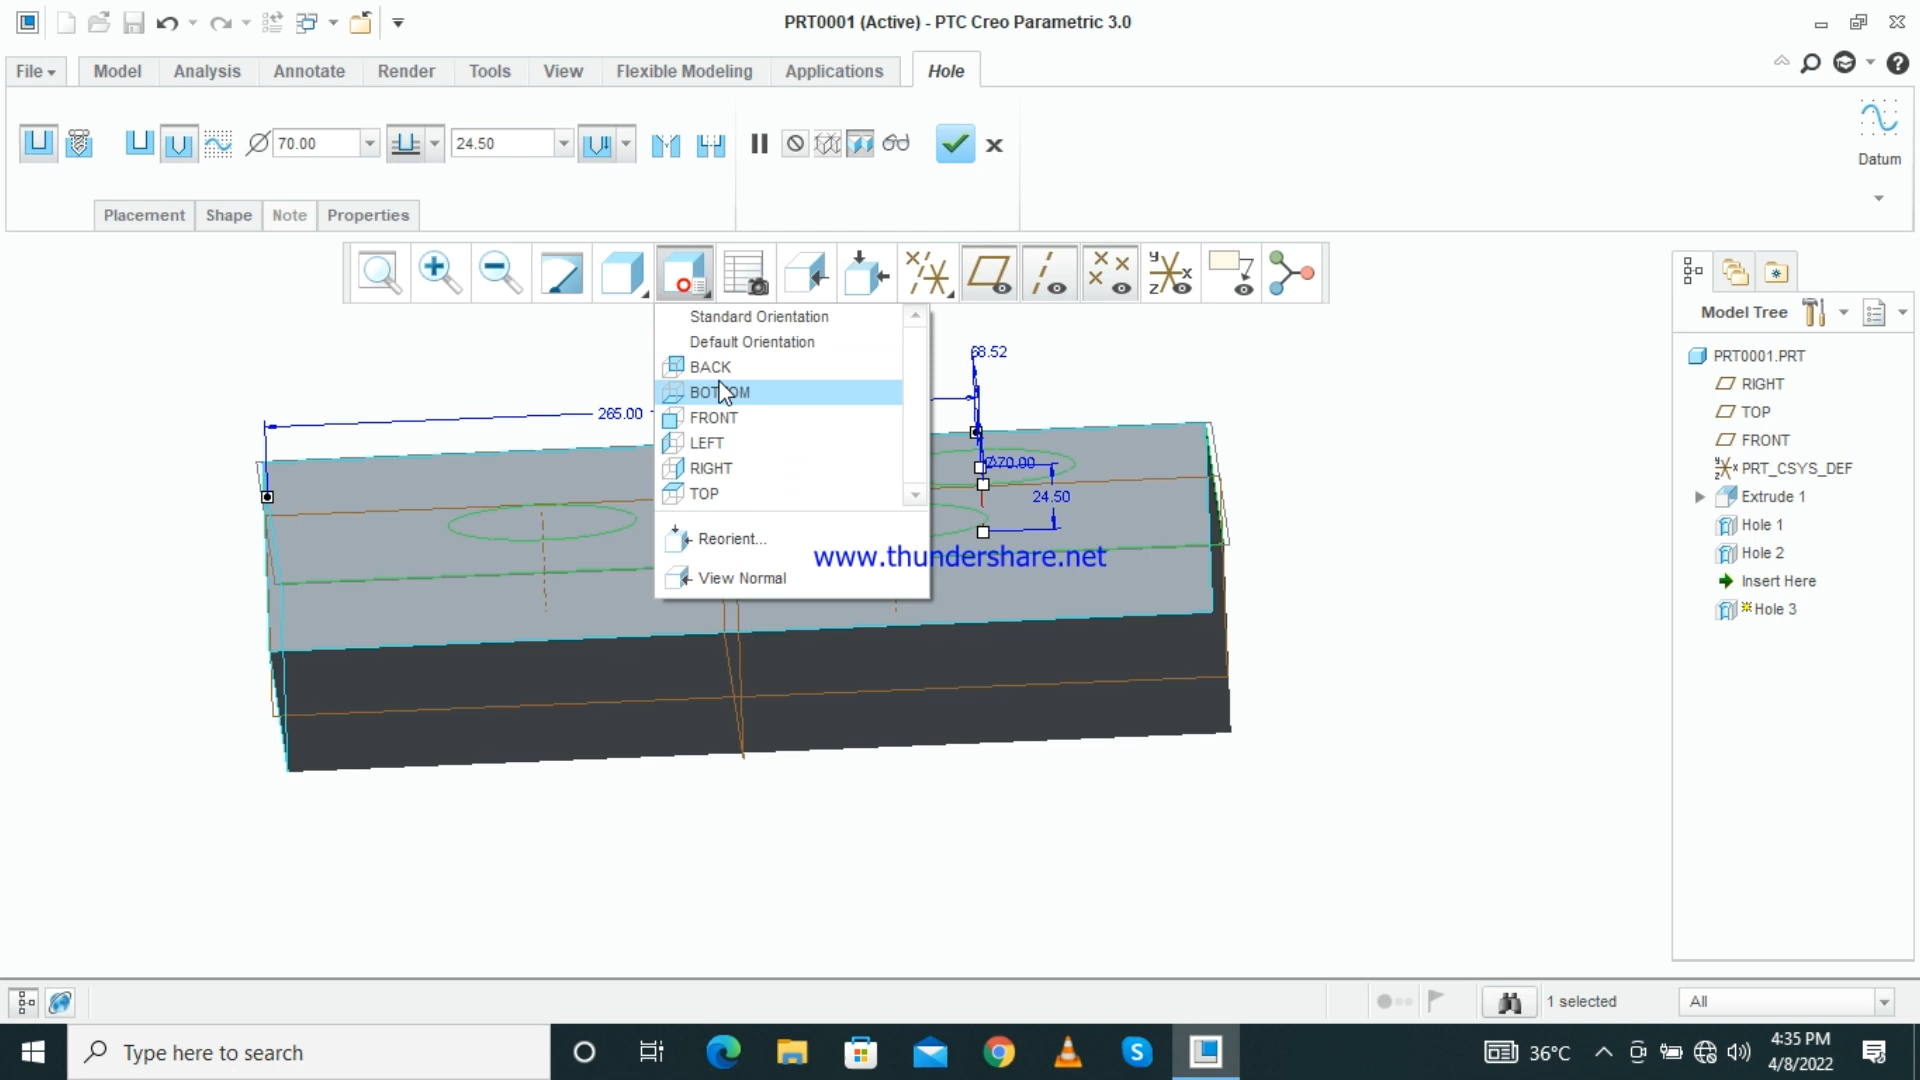 PRT0001 (Active) - PTC Creo Parametric 3.0
File
Model
Analysis
Annotate
Render
Tools
View
Flexible Modeling
Applications
Hole
70.00
24.50
Datum
Placement
Shape
Note
Properties
Standard Orientation
Default Orientation
BACK
BOTTOM
FRONT
LEFT
RIGHT
TOP
Reorient...
View Normal
265.00
68.52
Ø70.00
24.50
www.thundershare.net
Model Tree
PRT0001.PRT
RIGHT
TOP
FRONT
PRT_CSYS_DEF
Extrude 1
Hole 1
Hole 2
Insert Here
Hole 3
1 selected
All
Type here to search
36°C
4:35 PM
4/8/2022